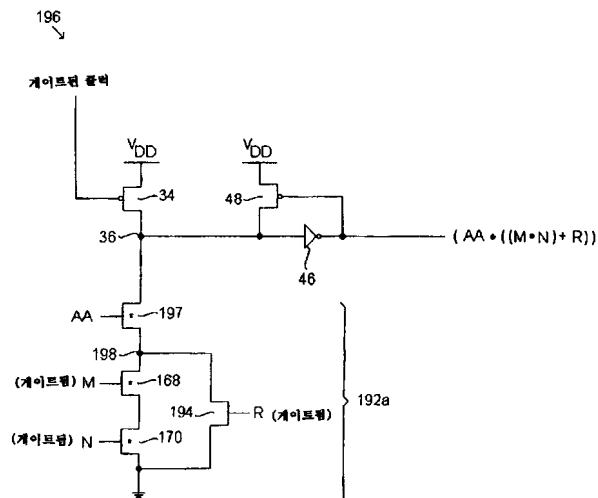 196
게이트된 클럭
VDD
VDD
34
48
36
46
(AA•((M•N)+R))
AA
197
198
(게이트됨) M
168
194
R (게이트됨)
192a
(게이트됨) N
170